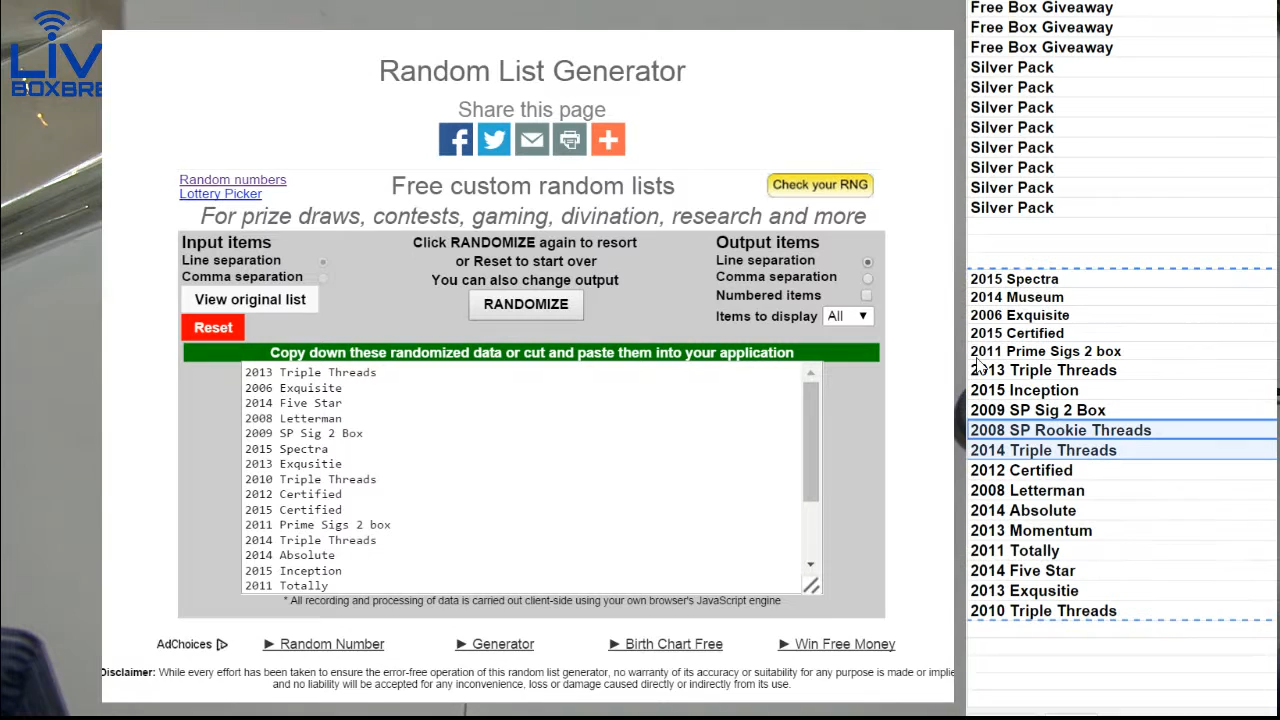 LIV
BOXBRE
Random List Generator
Share this page
Random numbers
Lottery Picker
Free custom random lists
Check your RNG
For prize draws, contests, gaming, divination, research and more
Input items
Line separation
Comma separation
View original list
Reset
Click RANDOMIZE again to resort
or Reset to start over
You can also change output
RANDOMIZE
Output items
Line separation
Comma separation
Numbered items
Items to display All
Copy down these randomized data or cut and paste them into your application
2013 Triple Threads
2006 Exquisite
2014 Five Star
2008 Letterman
2009 SP Sig 2 Box
2015 Spectra
2013 Exqusitie
2010 Triple Threads
2012 Certified
2015 Certified
2011 Prime Sigs 2 box
2014 Triple Threads
2014 Absolute
2015 Inception
2011 Totally
* All recording and processing of data is carried out client-side using your own browser's JavaScript engine
AdChoices
► Random Number
► Generator
► Birth Chart Free
► Win Free Money
Disclaimer: While every effort has been taken to ensure the error-free operation of this random list generator, no warranty of its accuracy or suitability for any purpose is made or implie
and no liability will be accepted for any inconvenience, loss or damage caused directly or indirectly from its use.
Free Box Giveaway
Free Box Giveaway
Free Box Giveaway
Silver Pack
Silver Pack
Silver Pack
Silver Pack
Silver Pack
Silver Pack
Silver Pack
Silver Pack
2015 Spectra
2014 Museum
2006 Exquisite
2015 Certified
2011 Prime Sigs 2 box
2013 Triple Threads
2015 Inception
2009 SP Sig 2 Box
2008 SP Rookie Threads
2014 Triple Threads
2012 Certified
2008 Letterman
2014 Absolute
2013 Momentum
2011 Totally
2014 Five Star
2013 Exqusitie
2010 Triple Threads